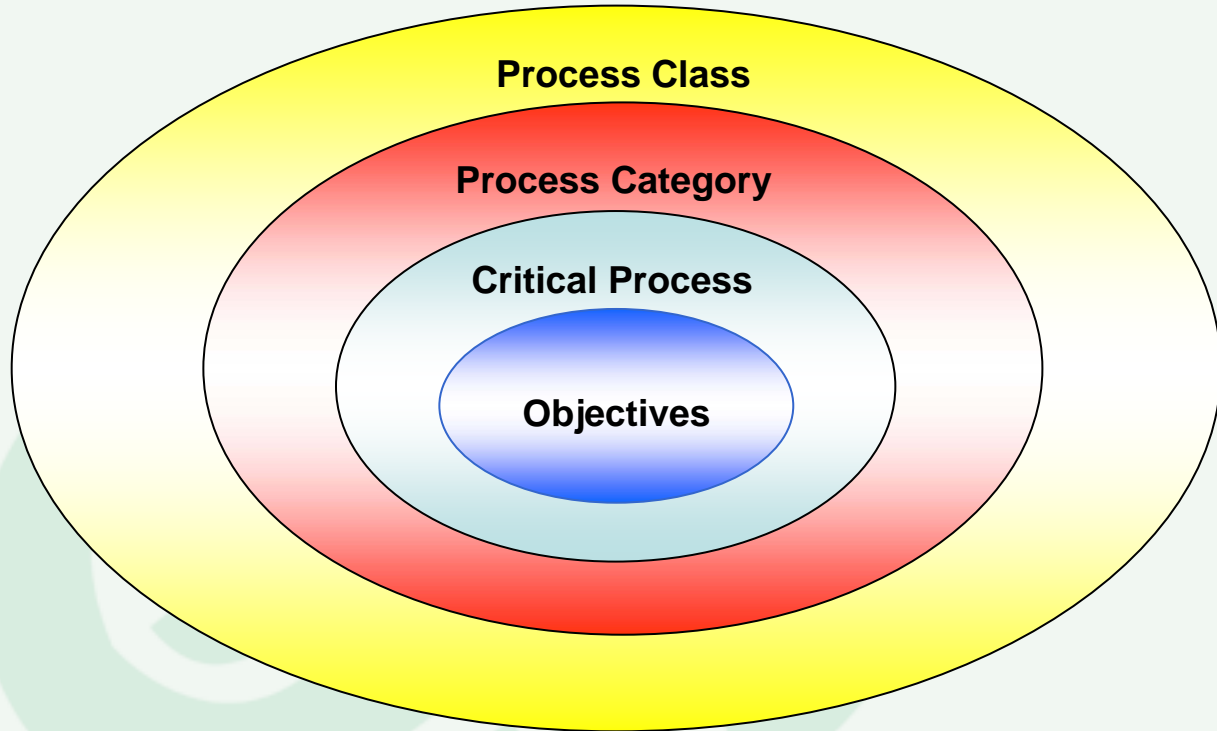 Process Class
Process Category
Critical Process
Objectives